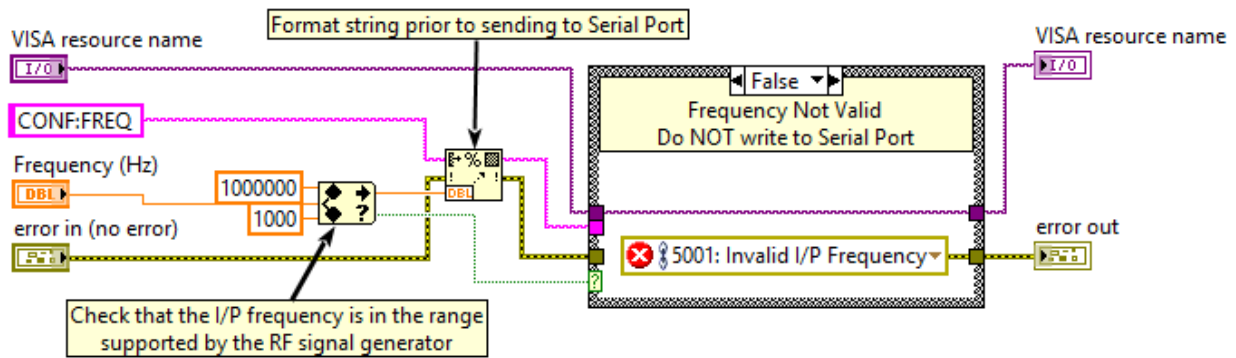 Format string prior to sending to Serial Port
VISA resource name
I/O
VISA resource name
I/O
False
Frequency Not Valid
Do NOT write to Serial Port
CONF:FREQ
Frequency (Hz)
DBL
1000000
1000
?
%
! !
DBL
error in (no error)
error out
5001: Invalid I/P Frequency
?
Check that the I/P frequency is in the range
supported by the RF signal generator